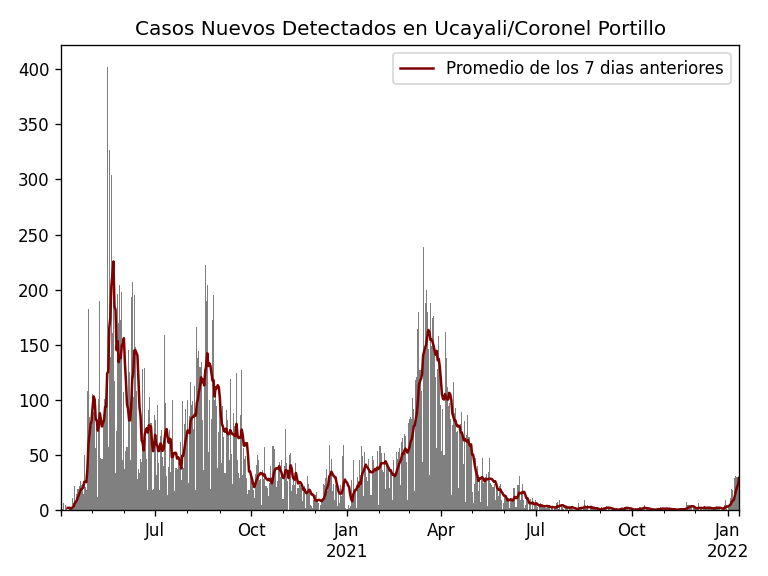 Casos Nuevos Detectados en Ucayali/Coronel Portillo
Promedio de los 7 dias anteriores
400
350
300
250
200
150
100
50
0
Jul
Oct
Jan
2021
Apr
Jul
Oct
Jan
2022